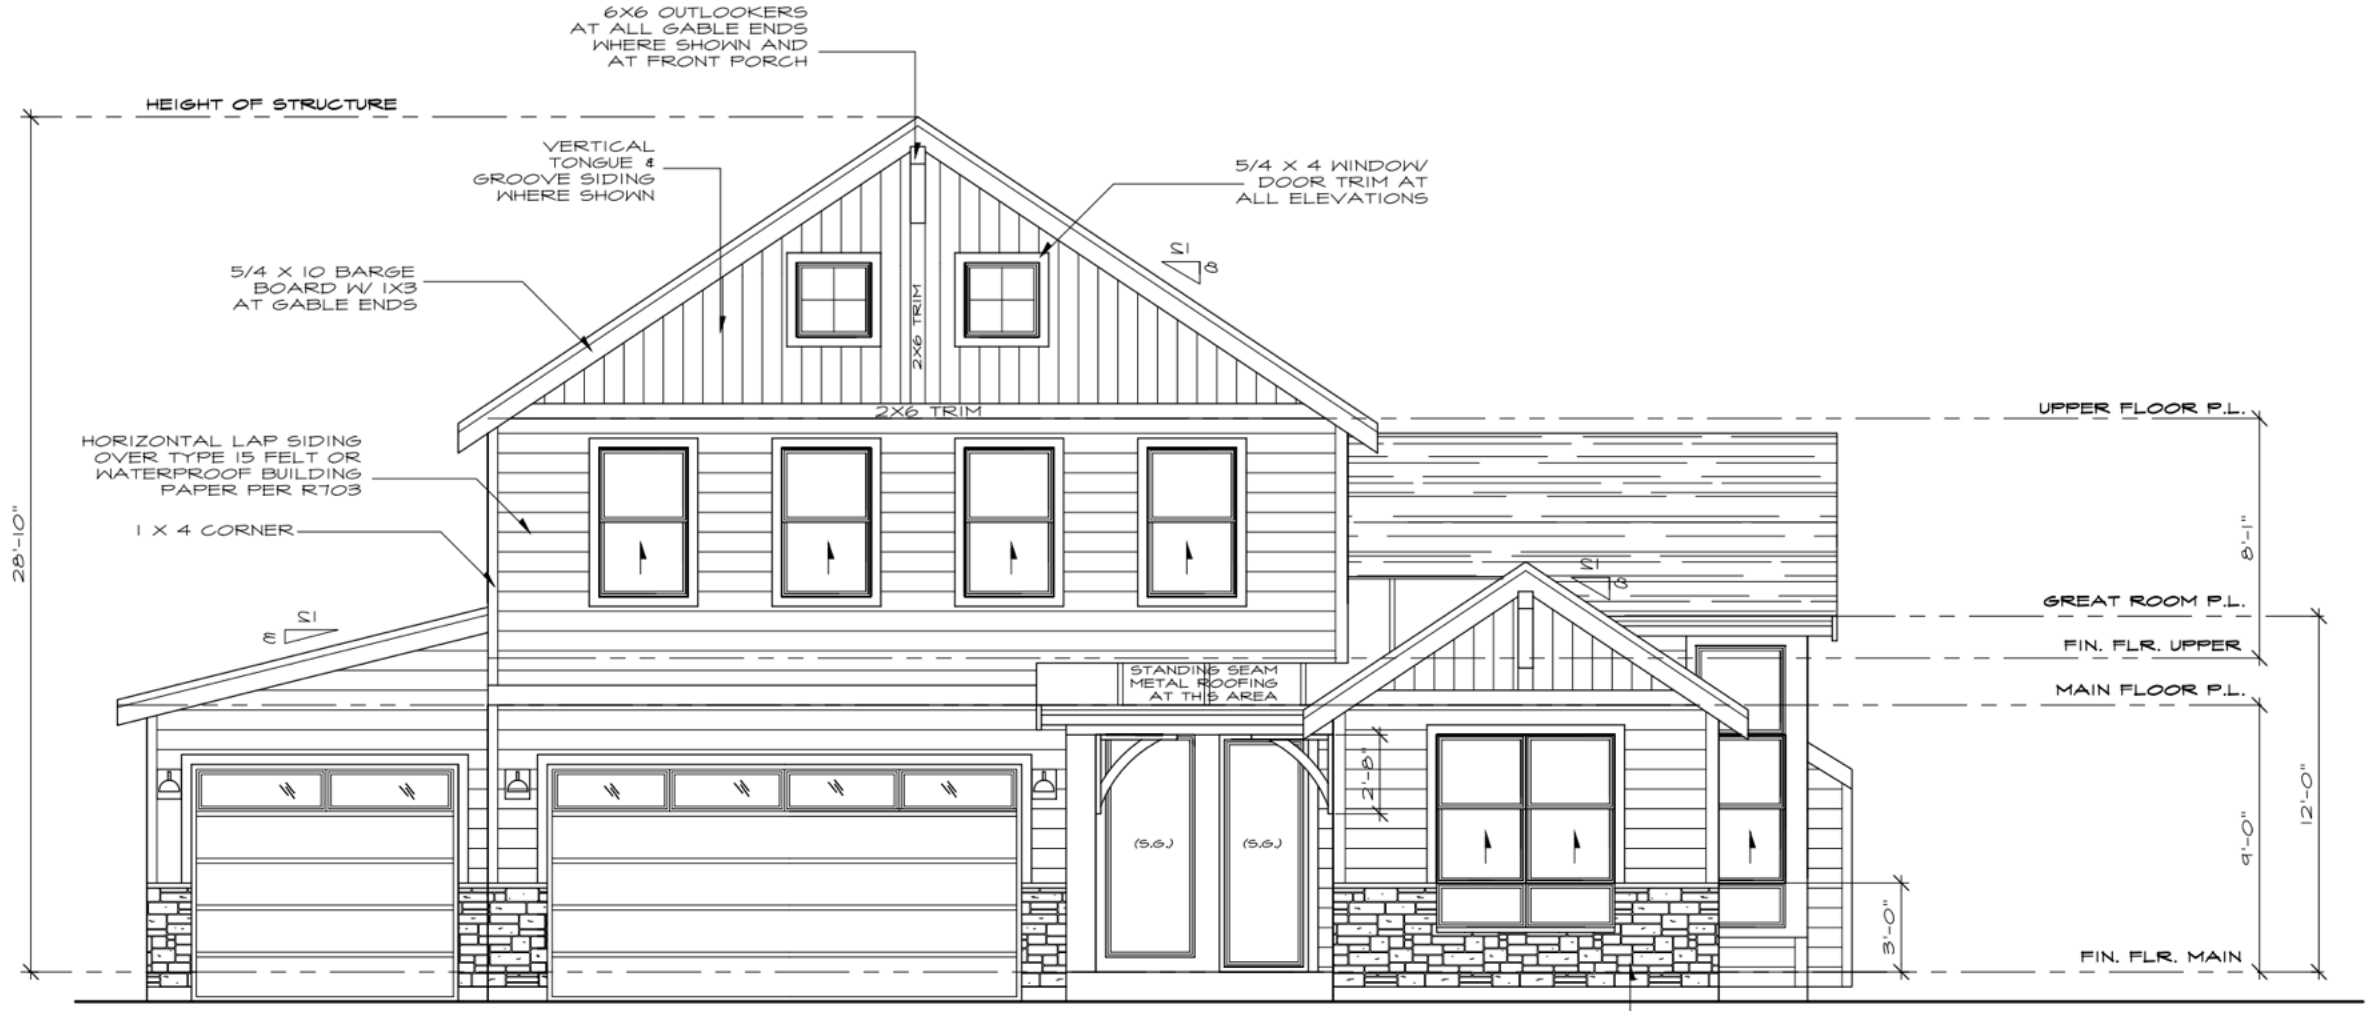 6X6 OUTLOOKERS
AT ALL GABLE ENDS
WHERE SHOWN AND
AT FRONT PORCH
HEIGHT OF STRUCTURE
VERTICAL
TONGUE &
GROOVE SIDING
WHERE SHOWN
5/4 X 4 WINDOW/
DOOR TRIM AT
ALL ELEVATIONS
12
8
5/4 X 10 BARGE
BOARD W/ 1X3
AT GABLE ENDS
2X6 TRIM
2X6 TRIM
UPPER FLOOR P.L.
HORIZONTAL LAP SIDING
OVER TYPE 15 FELT OR
WATERPROOF BUILDING
PAPER PER R703
1 X 4 CORNER
28'-10"
8'-1"
12
8
GREAT ROOM P.L.
12
3
FIN. FLR. UPPER
STANDING SEAM
METAL ROOFING
AT THIS AREA
MAIN FLOOR P.L.
2'-8"
12'-0"
9'-0"
(S.G.)
(S.G.)
3'-0"
FIN. FLR. MAIN